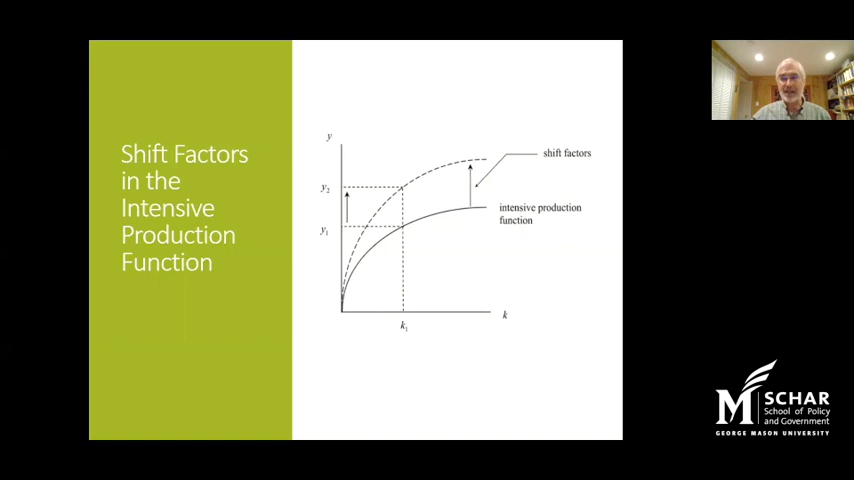 Shift Factors
in the
Intensive
Production
Function
y
shift factors
y2
intensive production
function
y1
k
k1
M SCHAR
School of Policy
and Government
GEORGE MASON UNIVERSITY